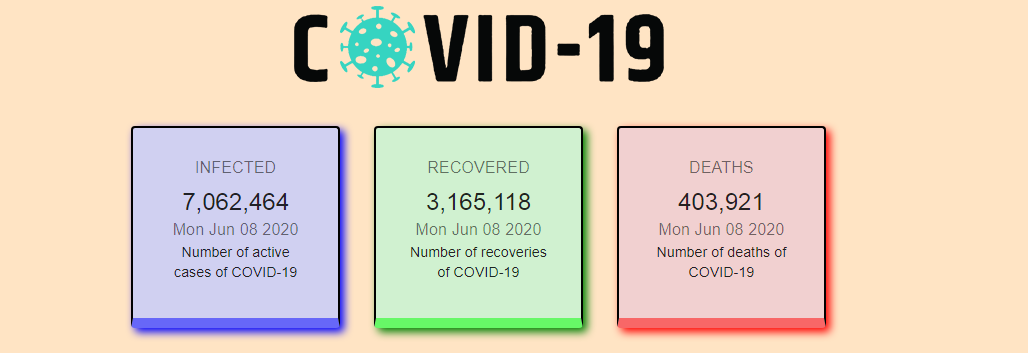 COVID-19
INFECTED
7,062,464
Mon Jun 08 2020
Number of active
cases of COVID-19
RECOVERED
3,165,118
Mon Jun 08 2020
Number of recoveries
of COVID-19
DEATHS
403,921
Mon Jun 08 2020
Number of deaths of
COVID-19